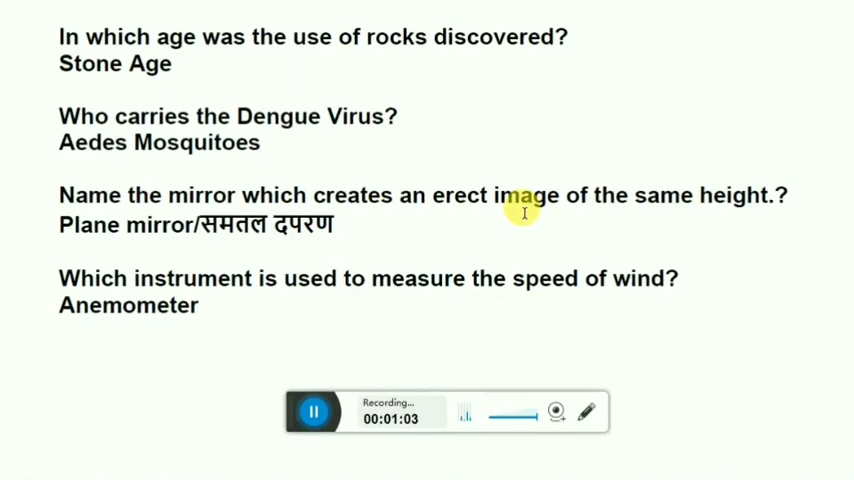 In which age was the use of rocks discovered?
Stone Age
Who carries the Dengue Virus?
Aedes Mosquitoes
Name the mirror which creates an erect image of the same height.?
Plane mirror/समतल दपरण
Which instrument is used to measure the speed of wind?
Anemometer
Recording...
00:01:03